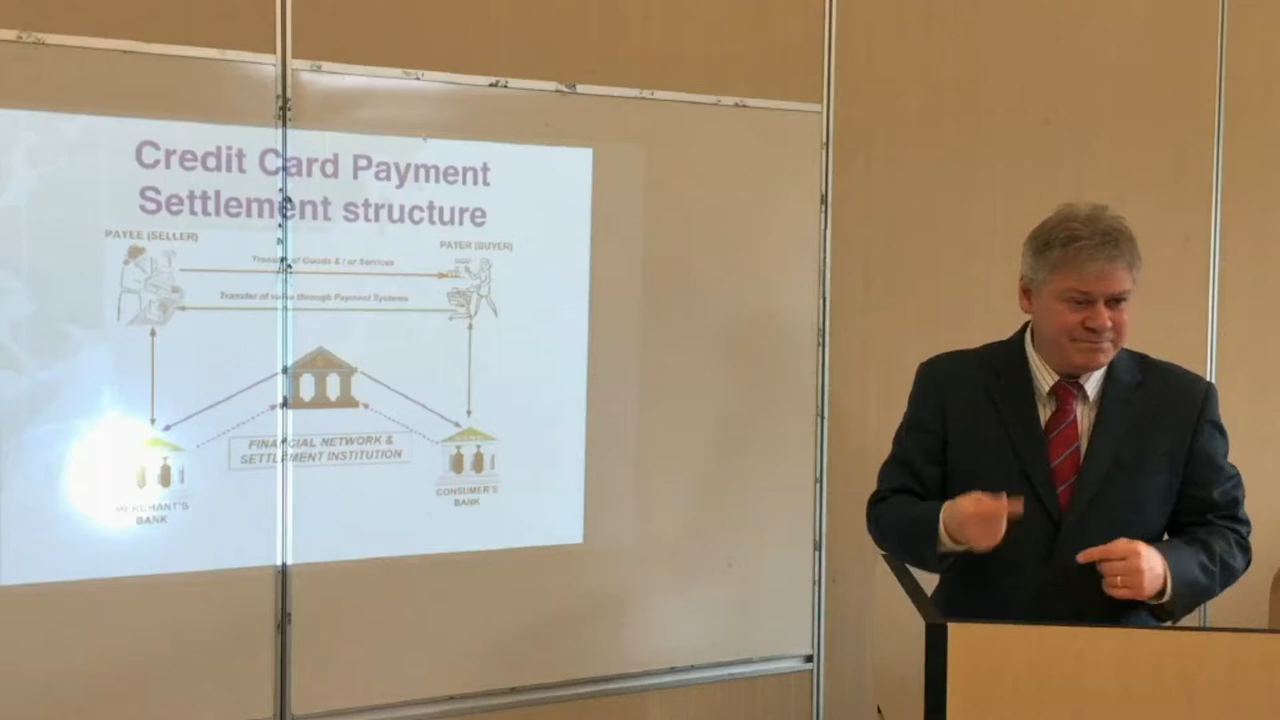 Credit Card Payment
Settlement structure
PAYEE (SELLER)
PAYER (BUYER)
Transfer of Goods & / or Services
Transfer of value through Payment Systems
FINANCIAL NETWORK &
SETTLEMENT INSTITUTION
CONSUMER'S
BANK
MERCHANT'S
BANK